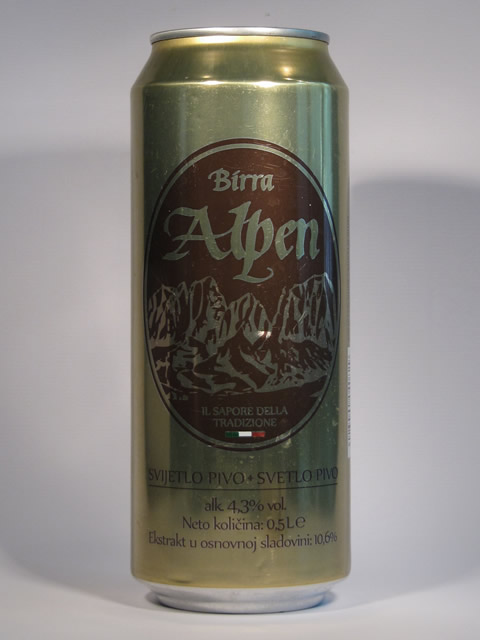 Birra
Alpen
IL SAPORE DELLA
TRADIZIONE
SVIJETLO PIVO • SVETLO PIVO
alk. 4,3% vol.
Neto količina: 0,5L℮
Ekstrakt u osnovnoj sladovini: 10,6%